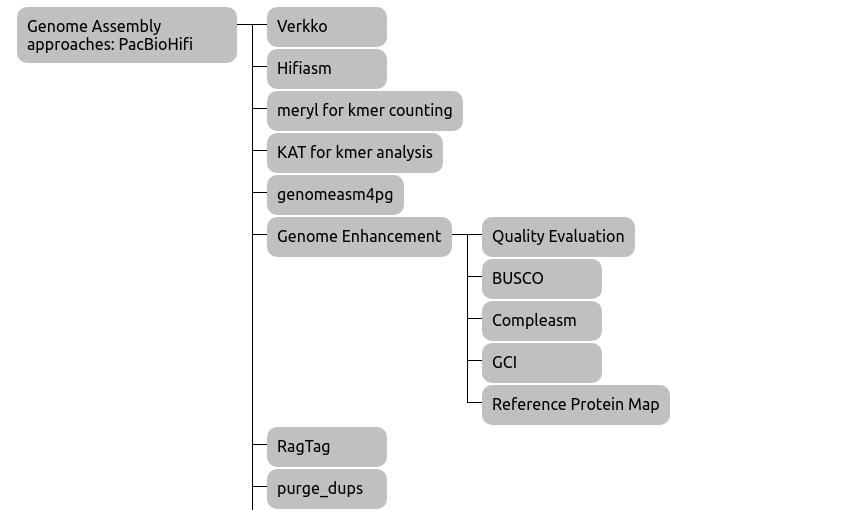 Genome Assembly
approaches: PacBioHifi
Verkko
Hifiasm
meryl for kmer counting
KAT for kmer analysis
genomeasm4pg
Genome Enhancement
Quality Evaluation
BUSCO
Compleasm
GCI
Reference Protein Map
RagTag
purge_dups